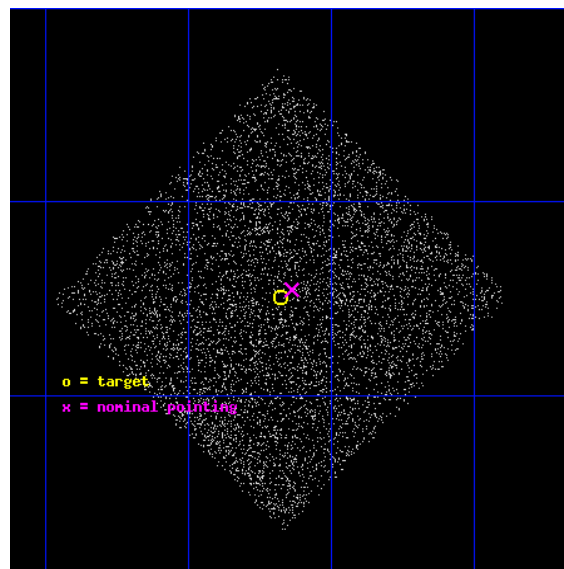 o = target
x = nominal pointing